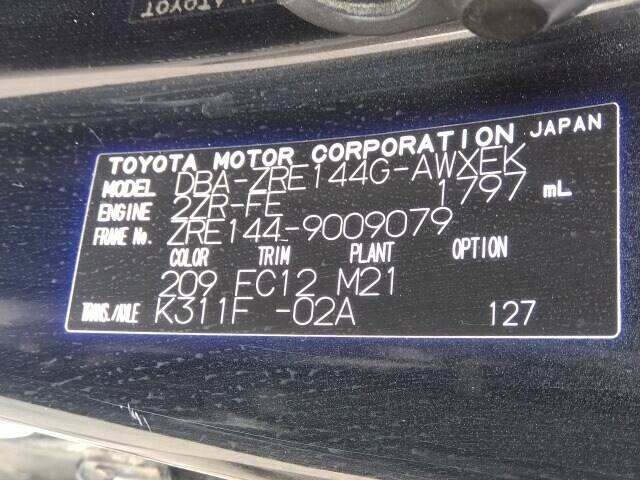 TOYOTA MOTOR CORPORATION JAPAN
MODEL DBA-ZRE144G-AWXEK
ENGINE 2ZR-FE 1797 mL
FRAME No. ZRE144-9009079
COLOR TRIM PLANT OPTION
209 FC12 M21
TRANS./AXLE K311F -02A 127